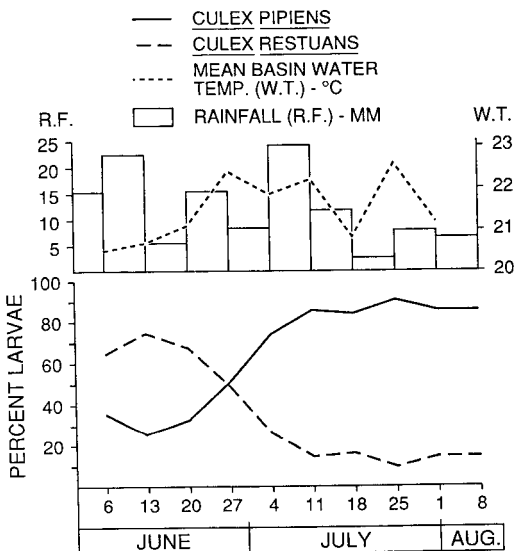 CULEX PIPIENS
CULEX RESTUANS
MEAN BASIN WATER
TEMP. (W.T.) - °C
RAINFALL (R.F.) - MM
R.F.
W.T.
25
20
15
10
5
23
22
21
20
PERCENT LARVAE
100
80
60
40
20
6 13 20 27 4 11 18 25 1 8
JUNE JULY AUG.